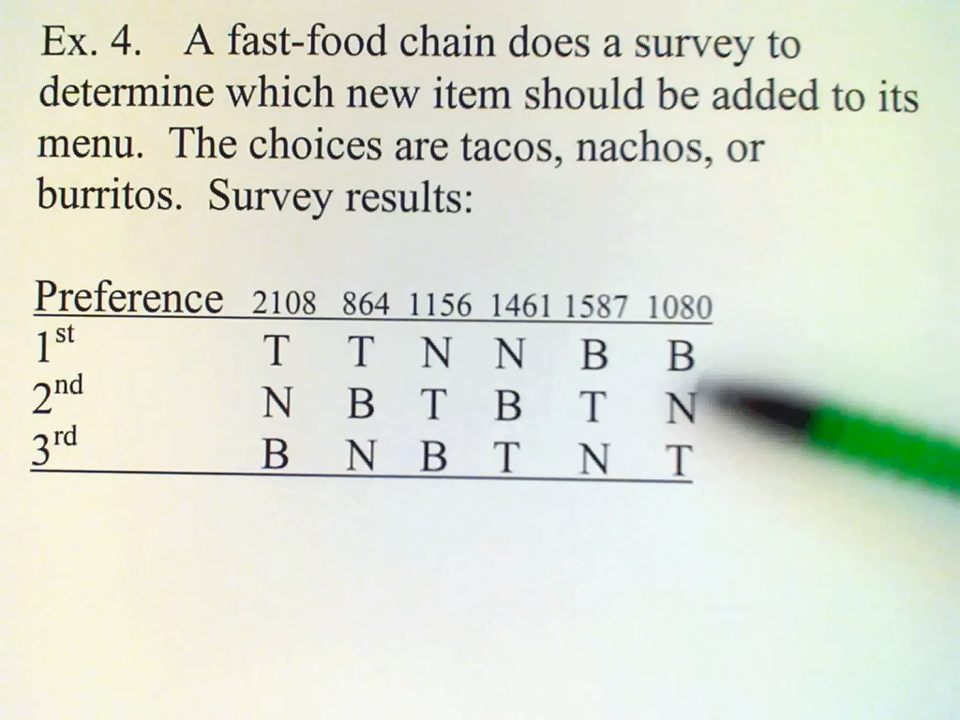 Ex. 4. A fast-food chain does a survey to
determine which new item should be added to its
menu. The choices are tacos, nachos, or
burritos. Survey results:
Preference 2108 864 1156 1461 1587 1080
1st T T N N B B
2nd N B T B T N
3rd B N B T N T